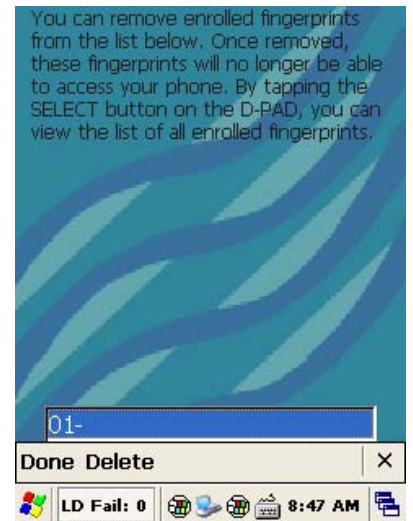 You can remove enrolled fingerprints
from the list below. Once removed,
these fingerprints will no longer be able
to access your phone. By tapping the
SELECT button on the D-PAD, you can
view the list of all enrolled fingerprints.
01-
Done Delete ×
LD Fail: 0 8:47 AM